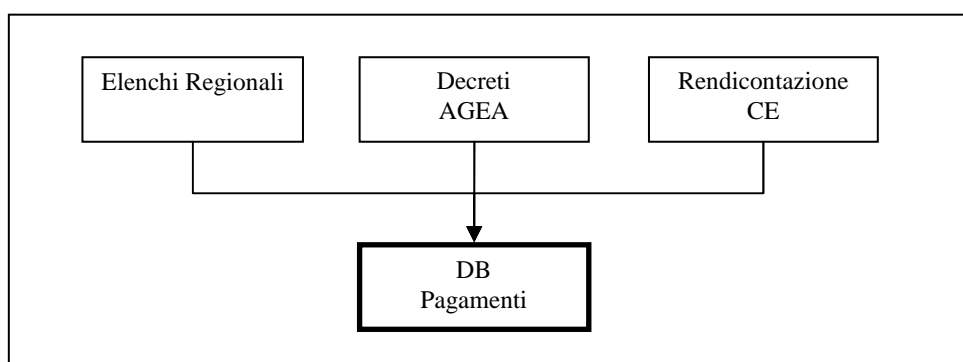 Elenchi Regionali
Decreti
AGEA
Rendicontazione
CE
DB
Pagamenti